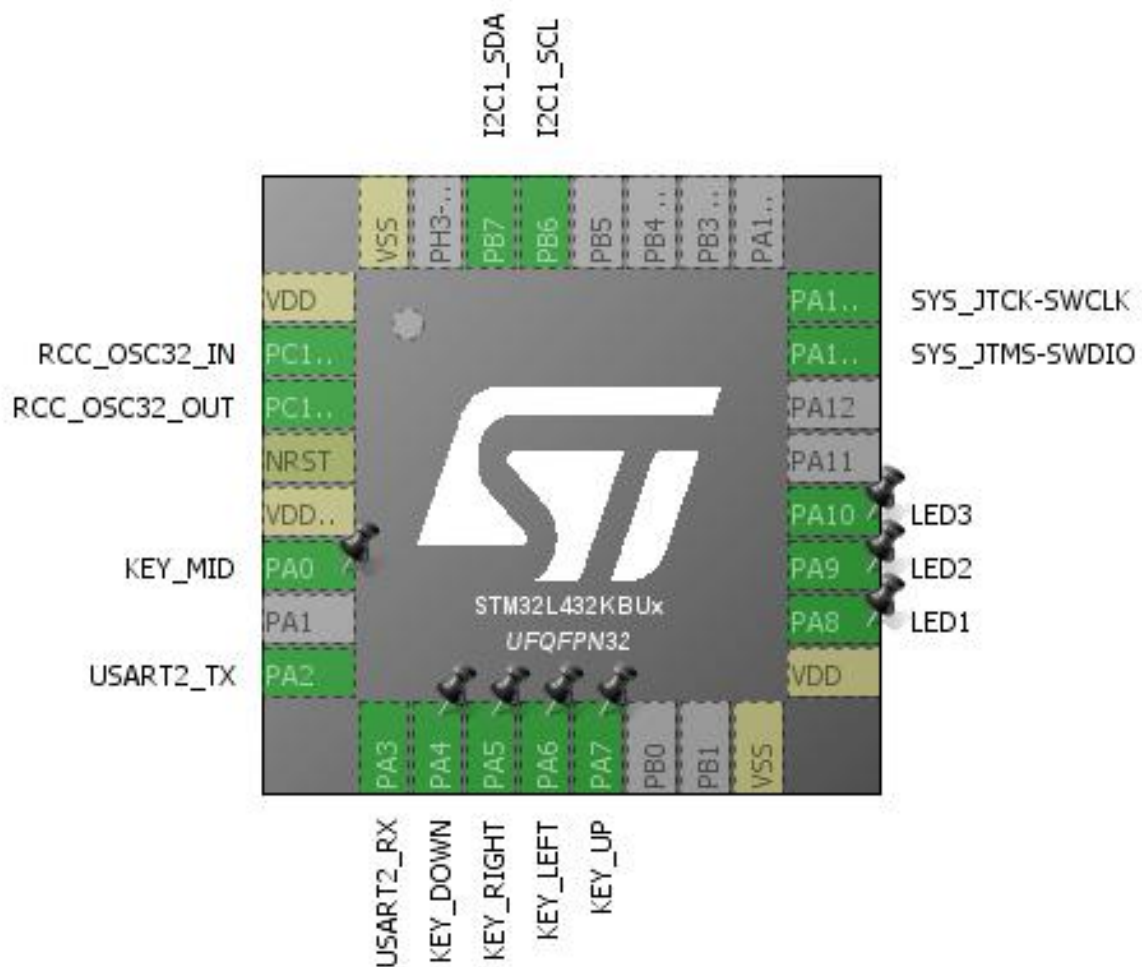 I2C1_SDA
I2C1_SCL
VSS
PH3-..
PB7
PB6
PB5
PB4 ..
PB3 ..
PA1..
VDD
RCC_OSC32_IN
PC1..
RCC_OSC32_OUT
PC1..
NRST
VDD..
KEY_MID
PA0
PA1
USART2_TX
PA2
PA1..
SYS_JTCK-SWCLK
PA1..
SYS_JTMS-SWDIO
PA12
PA11
PA10
LED3
PA9
LED2
PA8
LED1
VDD
ST
STM32L432KBUx
UFQFPN32
PA3
PA4
PA5
PA6
PA7
PB0
PB1
VSS
USART2_RX
KEY_DOWN
KEY_RIGHT
KEY_LEFT
KEY_UP